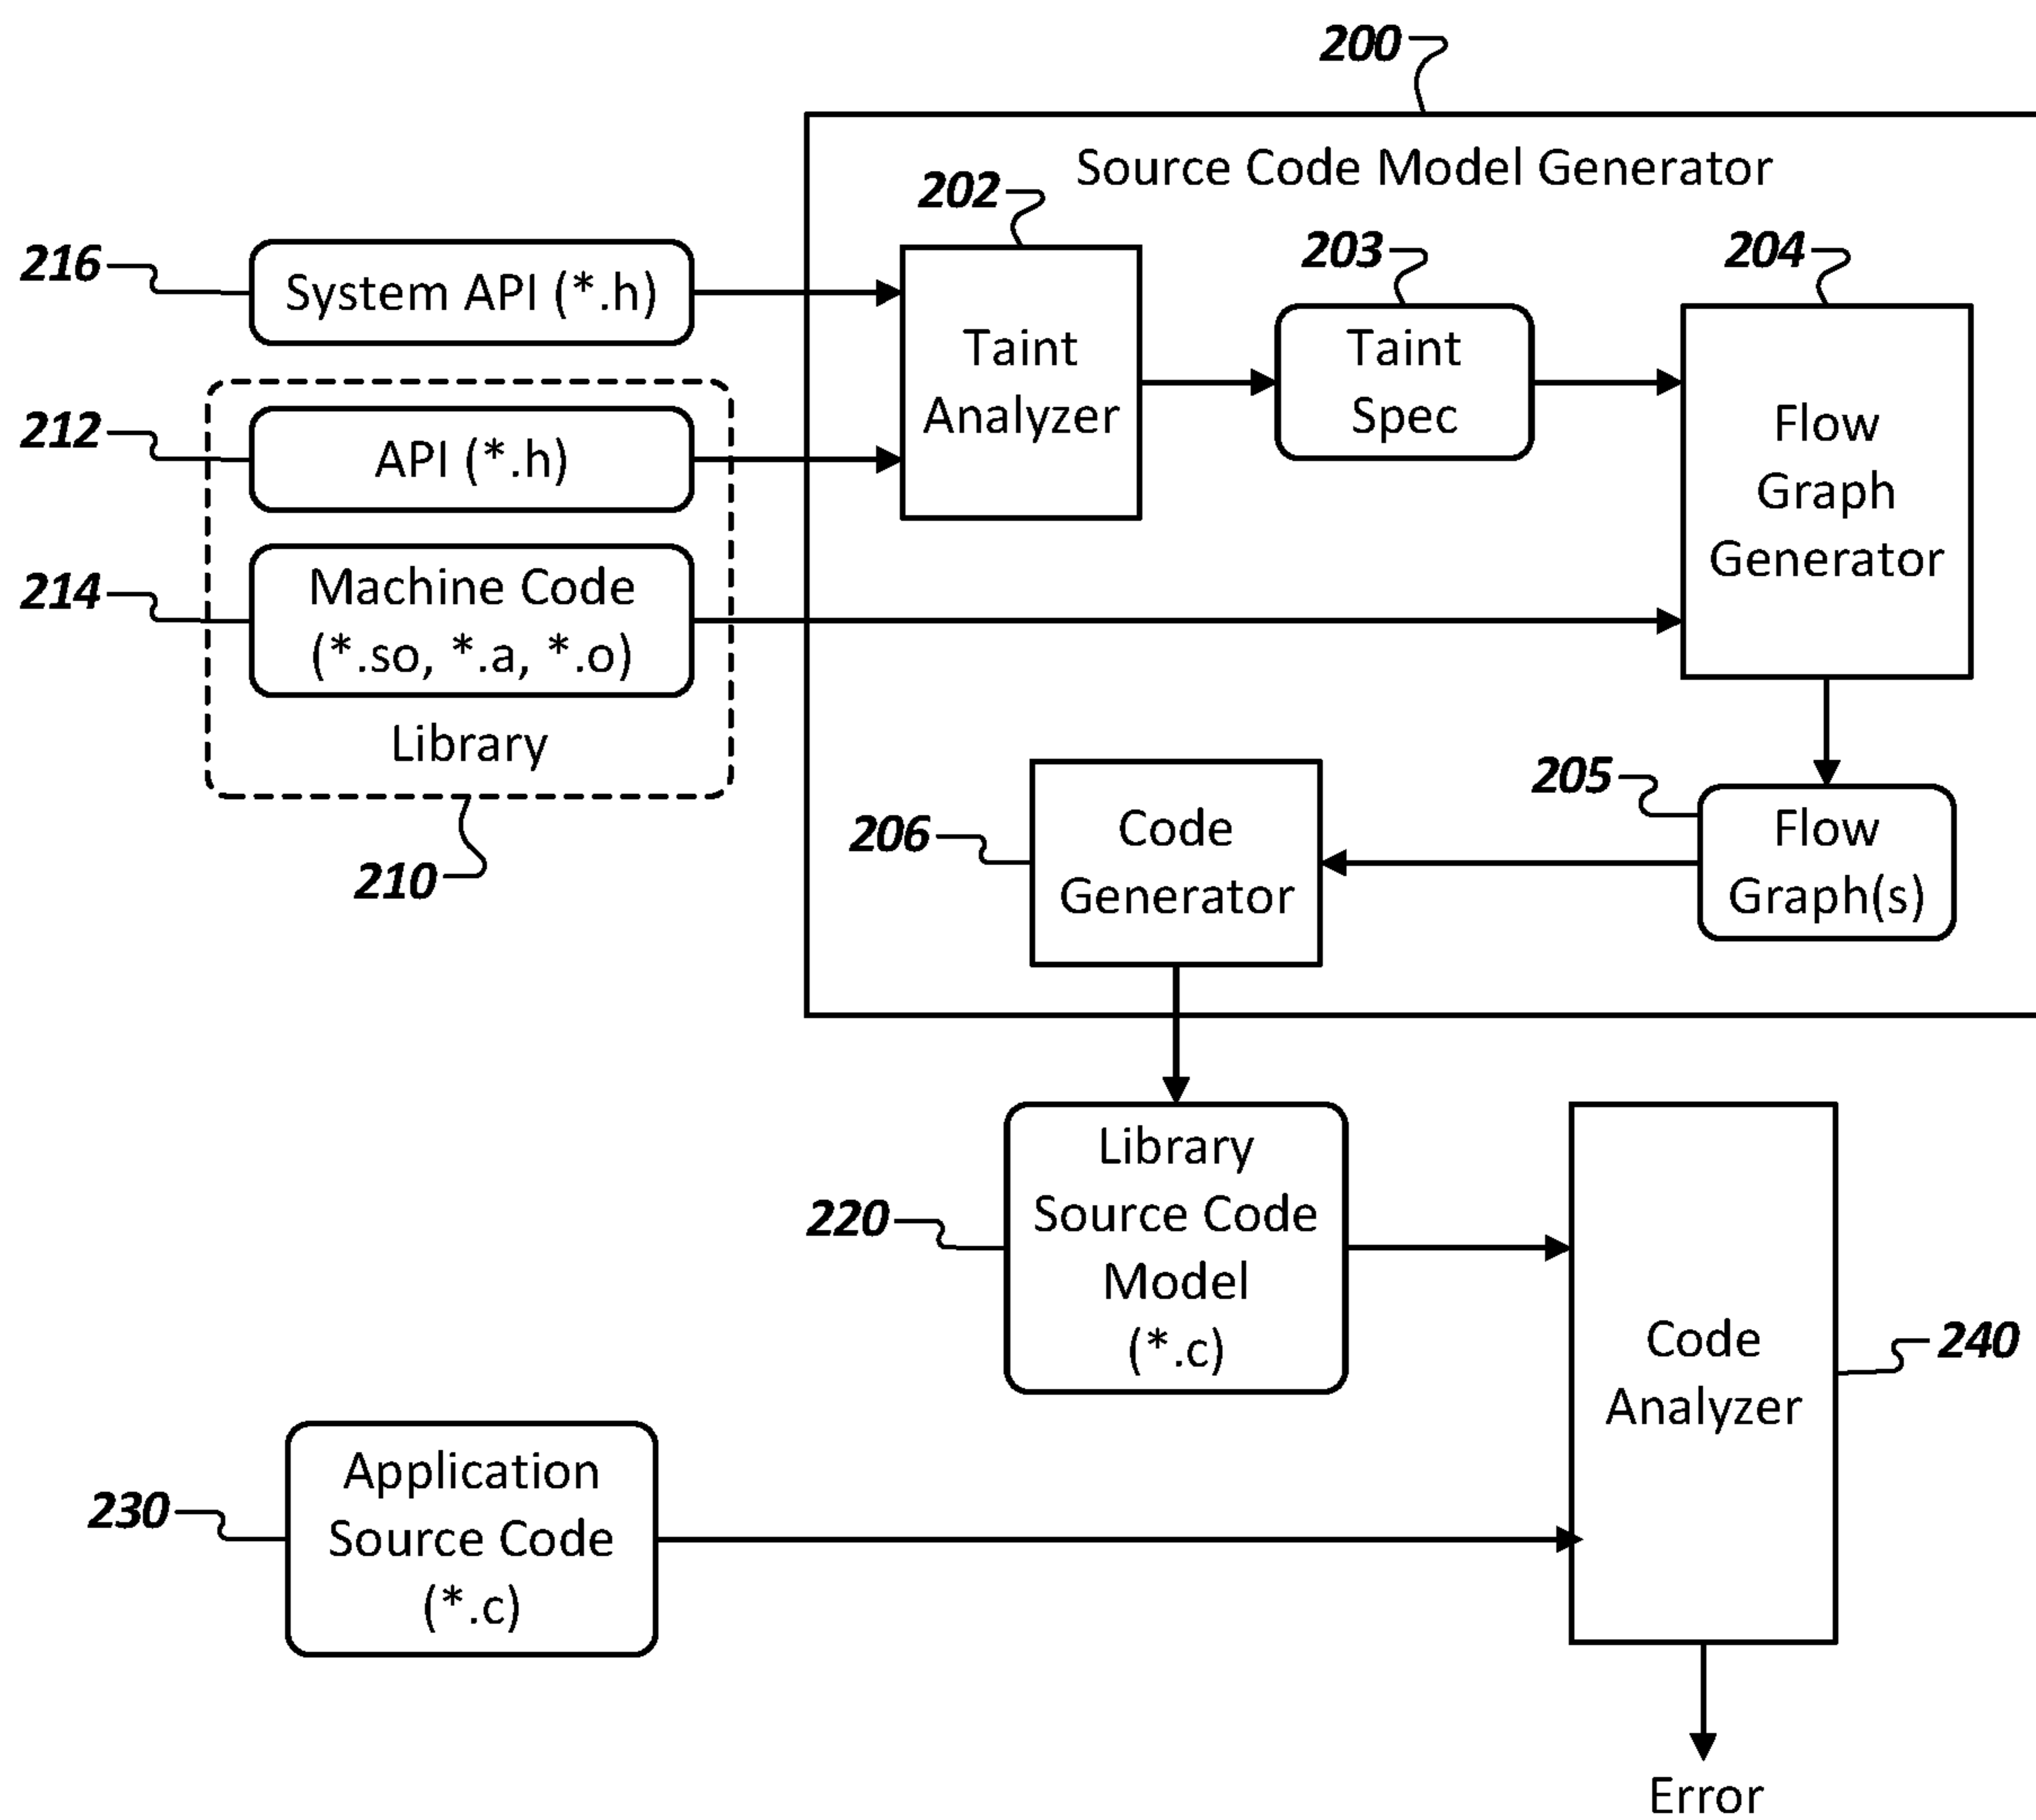 200
Source Code Model Generator
202
203
204
216
System API (*.h)
Taint
Analyzer
Taint
Spec
Flow
Graph
Generator
212
API (*.h)
214
Machine Code
(*.so, *.a, *.o)
Library
210
205
Flow
Graph(s)
206
Code
Generator
220
Library
Source Code
Model
(*.c)
Code
Analyzer
240
230
Application
Source Code
(*.c)
Error